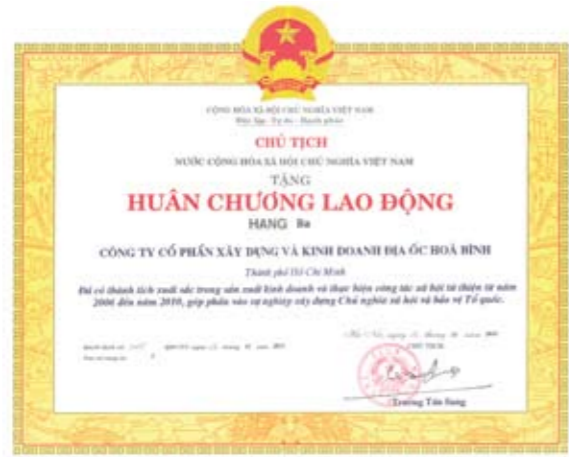 CỘNG HÒA XÃ HỘI CHỦ NGHĨA VIỆT NAM
Độc lập - Tự do - Hạnh phúc
CHỦ TỊCH
NƯỚC CỘNG HÒA XÃ HỘI CHỦ NGHĨA VIỆT NAM
TẶNG
HUÂN CHƯƠNG LAO ĐỘNG
HẠNG Ba
CÔNG TY CỔ PHẦN XÂY DỰNG VÀ KINH DOANH ĐỊA ỐC HOÀ BÌNH
Thành phố Hồ Chí Minh
Đã có thành tích xuất sắc trong sản xuất kinh doanh và thực hiện công tác xã hội từ thiện từ năm
2006 đến năm 2010, góp phần vào sự nghiệp xây dựng Chủ nghĩa xã hội và bảo vệ Tổ quốc.
CHỦ TỊCH
Trương Tấn Sang